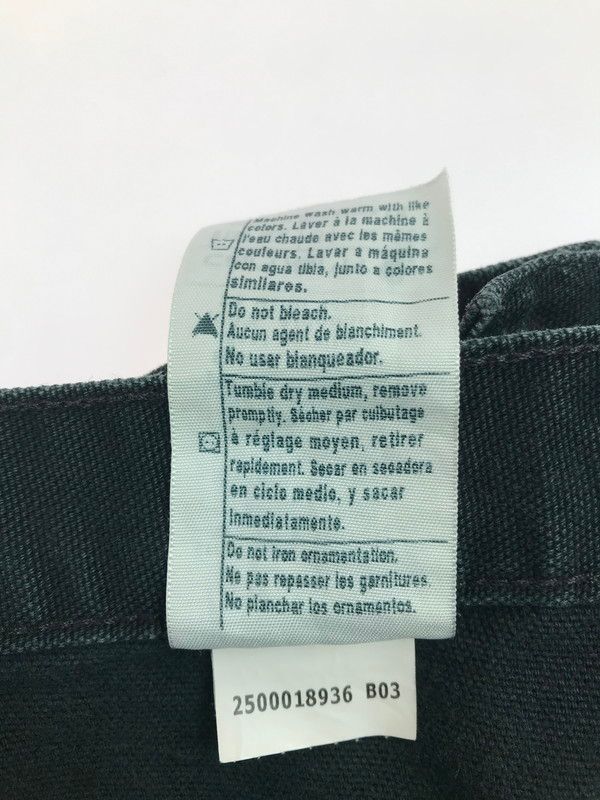 Machine wash warm with like
colors. Laver à la machine à
l'eau chaude avec les mêmes
couleurs. Lavar a máquina
con agua tibia, junto a colores
similares.
Do not bleach.
Aucun agent de blanchiment.
No usar blanqueador.
Tumble dry medium, remove
promptly. Sécher par culbutage
à réglage moyen, retirer
rapidement. Secar en secadora
en ciclo medio, y sacar
inmediatamente.
Do not iron ornamentation.
Ne pas repasser les garnitures.
No planchar los ornamentos.
2500018936 B03